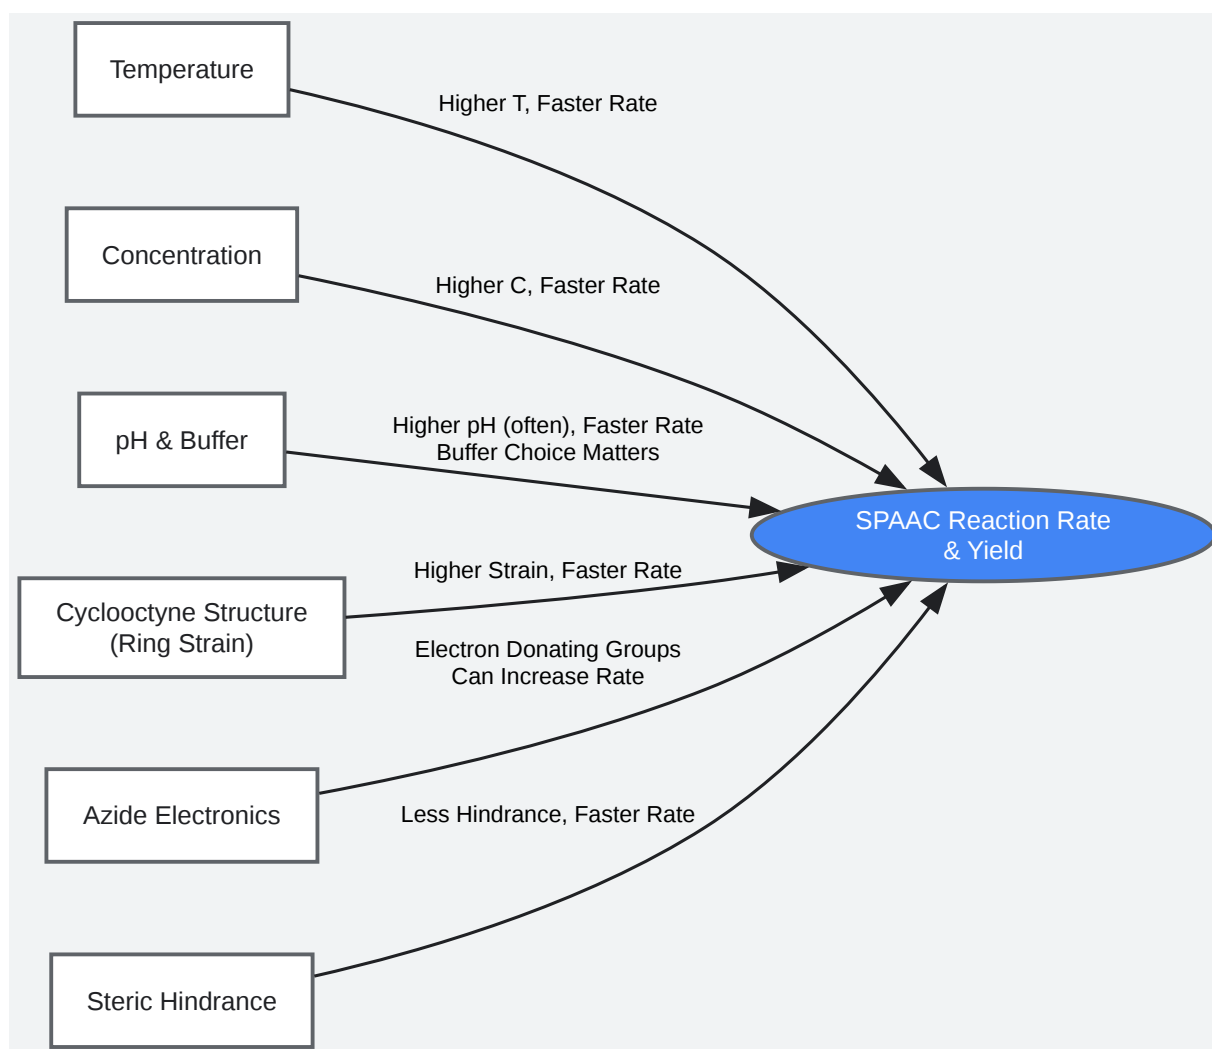 Temperature
Higher T, Faster Rate
Concentration
Higher C, Faster Rate
pH & Buffer
Higher pH (often), Faster Rate
Buffer Choice Matters
SPAAC Reaction Rate
& Yield
Cyclooctyne Structure
(Ring Strain)
Higher Strain, Faster Rate
Electron Donating Groups
Can Increase Rate
Azide Electronics
Less Hindrance, Faster Rate
Steric Hindrance